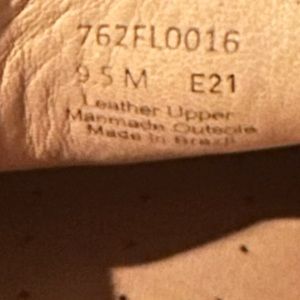 762FL0016
9.5 M E21
Leather Upper
Manmade Outsole
Made in Brazil